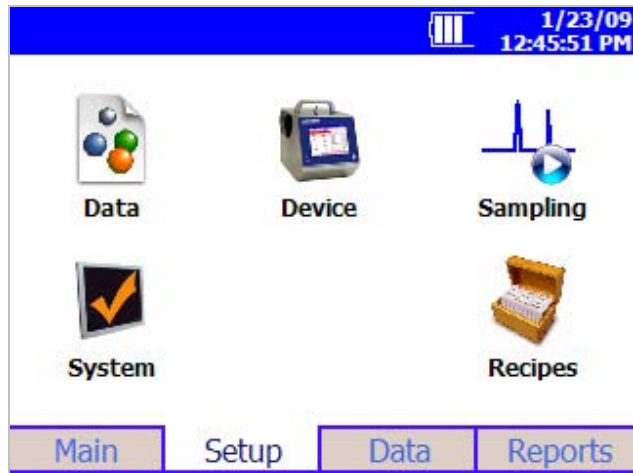 1/23/09
12:45:51 PM
Data
Device
Sampling
System
Recipes
Main
Setup
Data
Reports